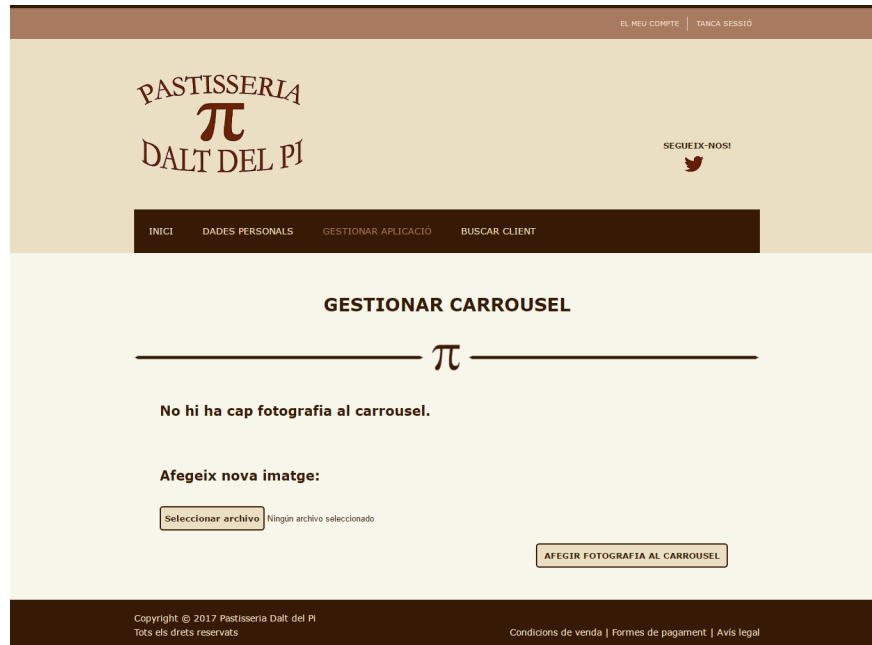 EL MEU COMPTE | TANCA SESSIÓ
PASTISSERIA
π
DALT DEL PI
SEGUEIX-NOS!
INICI DADES PERSONALS GESTIONAR APLICACIÓ BUSCAR CLIENT
GESTIONAR CARROUSEL
π
No hi ha cap fotografia al carrousel.
Afegeix nova imatge:
Seleccionar archivo Ningún archivo seleccionado
AFEGIR FOTOGRAFIA AL CARROUSEL
Copyright © 2017 Pastisseria Dalt del Pi
Tots els drets reservats
Condicions de venda | Formes de pagament | Avís legal